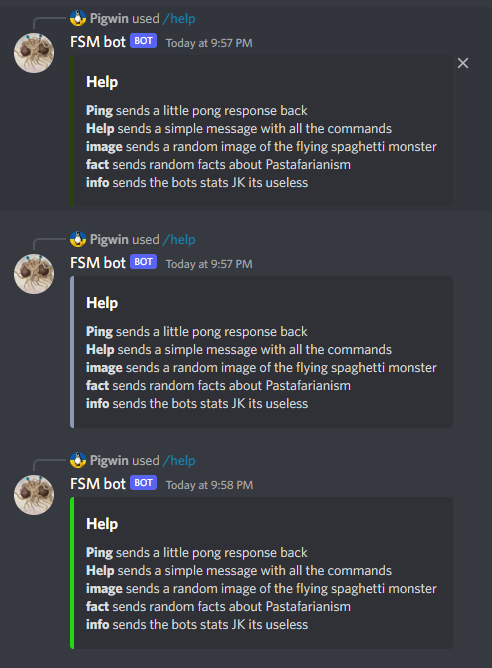 Pigwin used /help
FSM bot BOT Today at 9:57 PM
Help
Ping sends a little pong response back
Help sends a simple message with all the commands
image sends a random image of the flying spaghetti monster
fact sends random facts about Pastafarianism
info sends the bots stats JK its useless
Pigwin used /help
FSM bot BOT Today at 9:57 PM
Help
Ping sends a little pong response back
Help sends a simple message with all the commands
image sends a random image of the flying spaghetti monster
fact sends random facts about Pastafarianism
info sends the bots stats JK its useless
Pigwin used /help
FSM bot BOT Today at 9:58 PM
Help
Ping sends a little pong response back
Help sends a simple message with all the commands
image sends a random image of the flying spaghetti monster
fact sends random facts about Pastafarianism
info sends the bots stats JK its useless